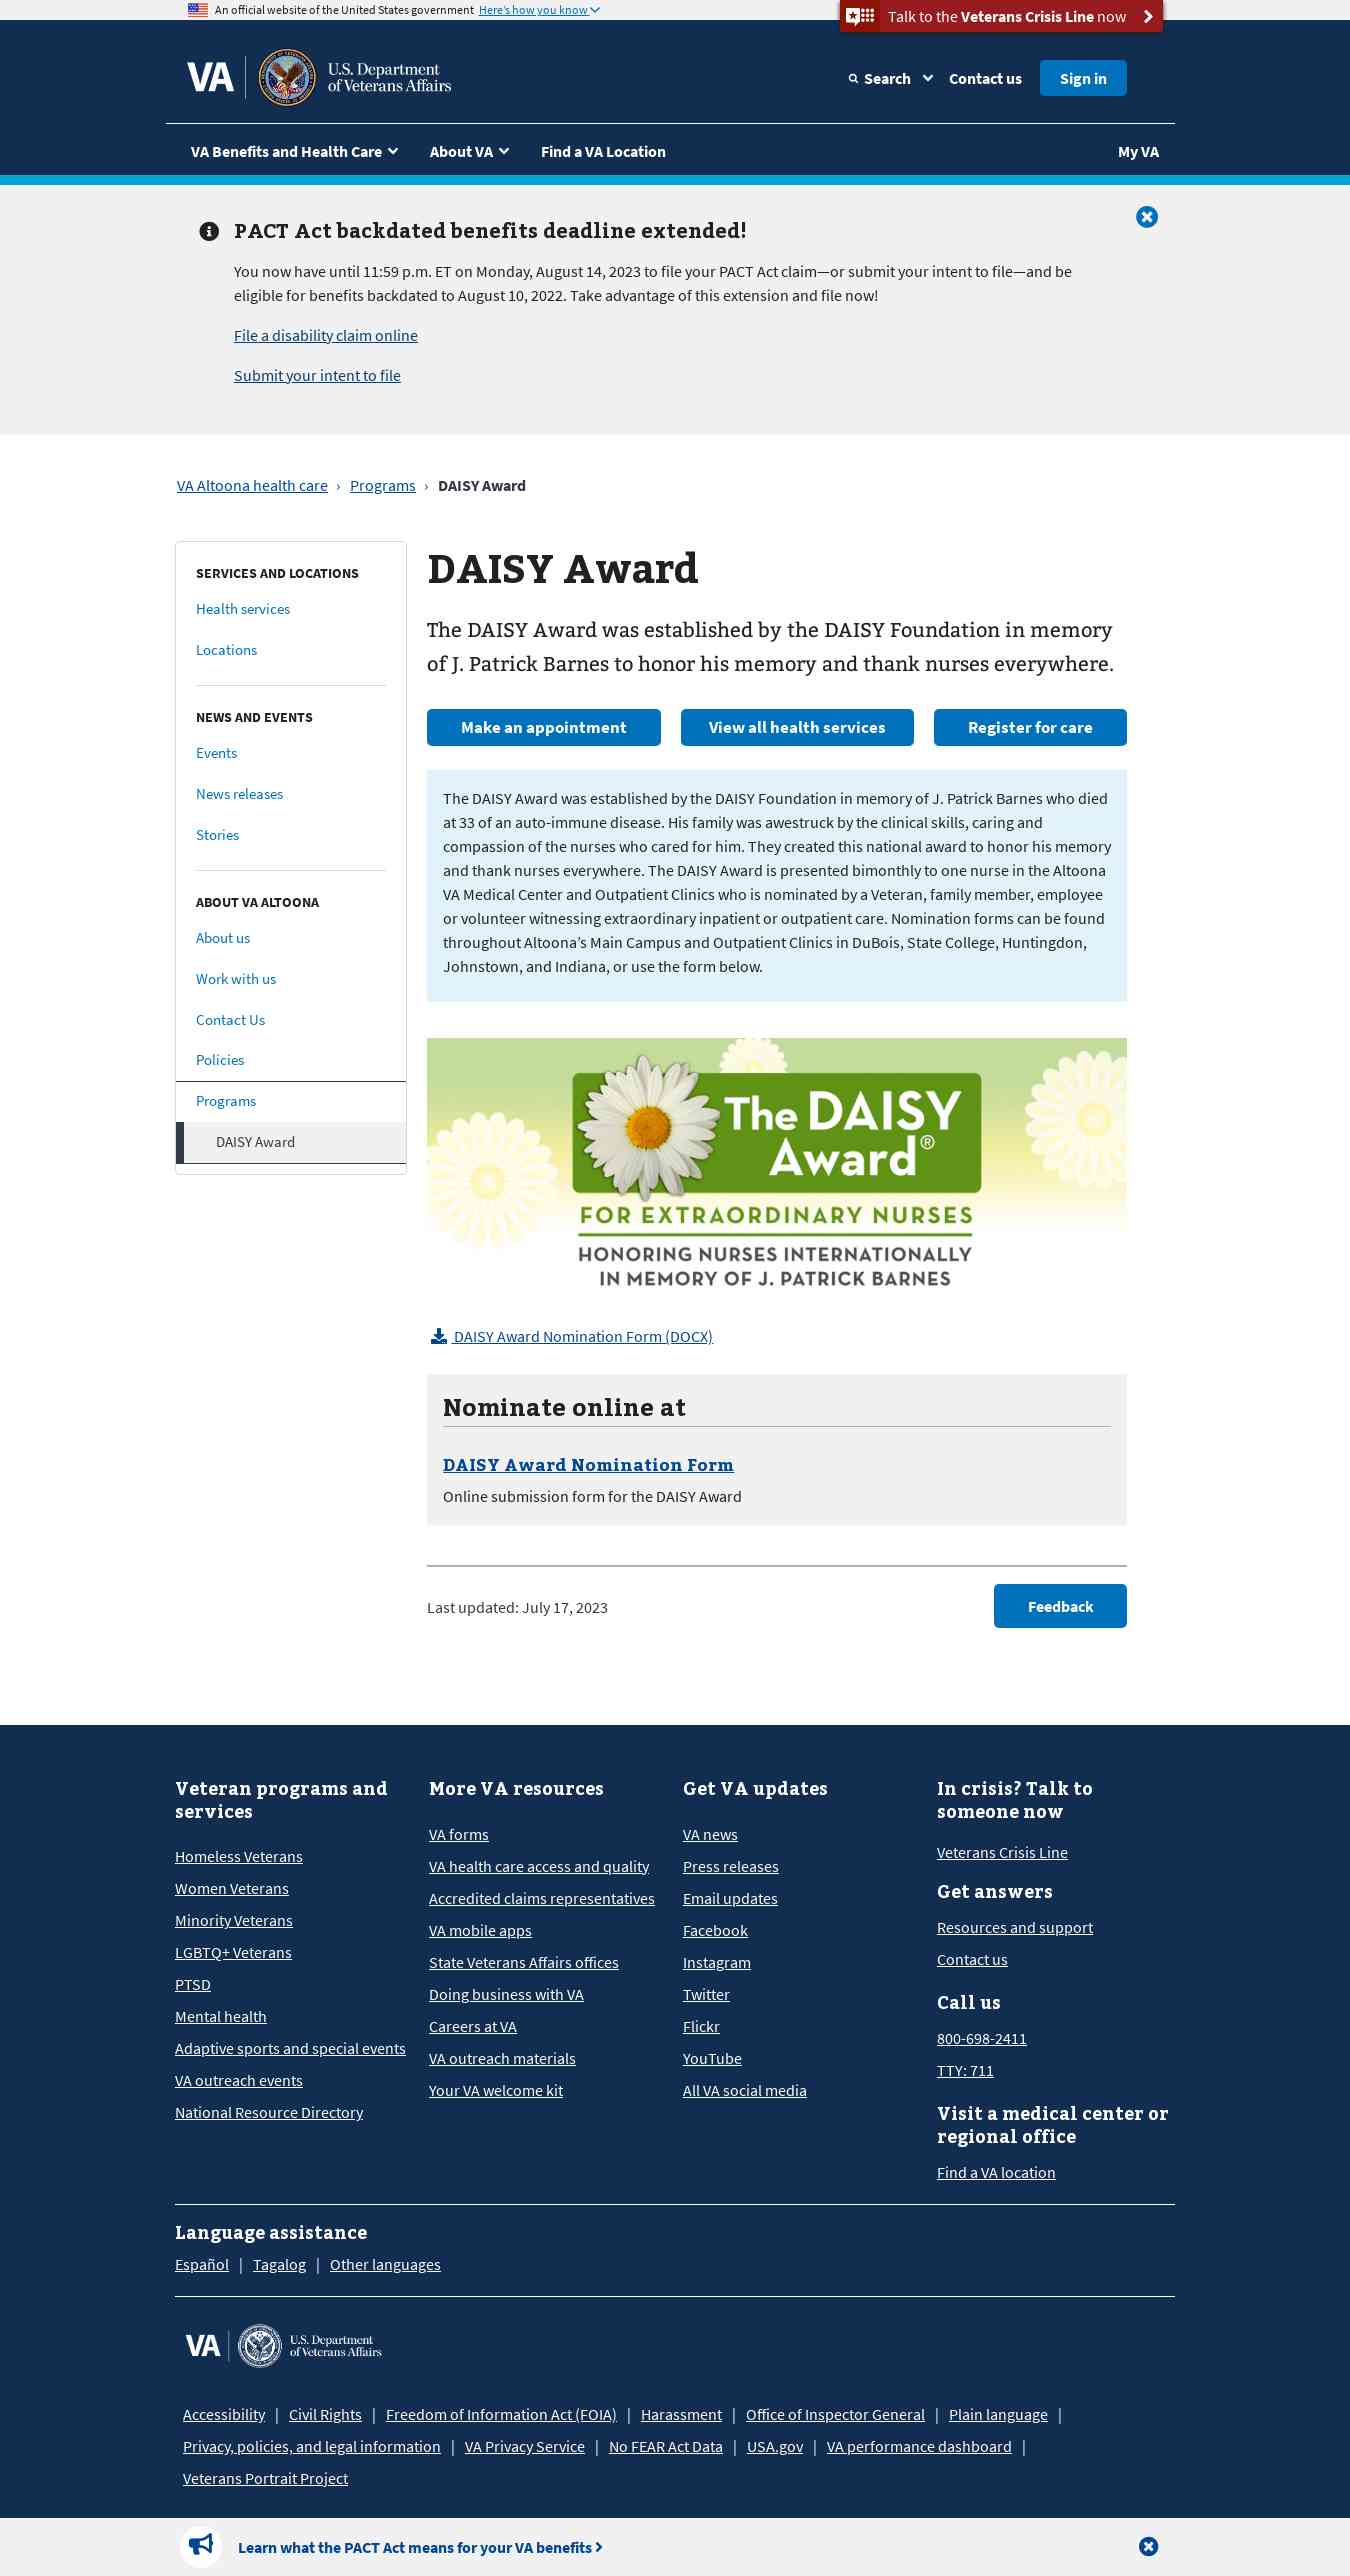 An official website of the United States government Here's how you know
Talk to the Veterans Crisis Line now
VA
U.S. Department
of Veterans Affairs
Search
Contact us
Sign in
VA Benefits and Health Care
About VA
Find a VA Location
My VA
PACT Act backdated benefits deadline extended!
You now have until 11:59 p.m. ET on Monday, August 14, 2023 to file your PACT Act claim—or submit your intent to file—and be
eligible for benefits backdated to August 10, 2022. Take advantage of this extension and file now!
File a disability claim online
Submit your intent to file
VA Altoona health care › Programs › DAISY Award
SERVICES AND LOCATIONS
Health services
Locations
NEWS AND EVENTS
Events
News releases
Stories
ABOUT VA ALTOONA
About us
Work with us
Contact Us
Policies
Programs
DAISY Award
DAISY Award
The DAISY Award was established by the DAISY Foundation in memory
of J. Patrick Barnes to honor his memory and thank nurses everywhere.
Make an appointment
View all health services
Register for care
The DAISY Award was established by the DAISY Foundation in memory of J. Patrick Barnes who died
at 33 of an auto-immune disease. His family was awestruck by the clinical skills, caring and
compassion of the nurses who cared for him. They created this national award to honor his memory
and thank nurses everywhere. The DAISY Award is presented bimonthly to one nurse in the Altoona
VA Medical Center and Outpatient Clinics who is nominated by a Veteran, family member, employee
or volunteer witnessing extraordinary inpatient or outpatient care. Nomination forms can be found
throughout Altoona’s Main Campus and Outpatient Clinics in DuBois, State College, Huntingdon,
Johnstown, and Indiana, or use the form below.
The DAISY
Award®
FOR EXTRAORDINARY NURSES
HONORING NURSES INTERNATIONALLY
IN MEMORY OF J. PATRICK BARNES
DAISY Award Nomination Form (DOCX)
Nominate online at
DAISY Award Nomination Form
Online submission form for the DAISY Award
Last updated: July 17, 2023
Feedback
Veteran programs and
services
Homeless Veterans
Women Veterans
Minority Veterans
LGBTQ+ Veterans
PTSD
Mental health
Adaptive sports and special events
VA outreach events
National Resource Directory
More VA resources
VA forms
VA health care access and quality
Accredited claims representatives
VA mobile apps
State Veterans Affairs offices
Doing business with VA
Careers at VA
VA outreach materials
Your VA welcome kit
Get VA updates
VA news
Press releases
Email updates
Facebook
Instagram
Twitter
Flickr
YouTube
All VA social media
In crisis? Talk to
someone now
Veterans Crisis Line
Get answers
Resources and support
Contact us
Call us
800-698-2411
TTY: 711
Visit a medical center or
regional office
Find a VA location
Language assistance
Español | Tagalog | Other languages
VA
U.S. Department
of Veterans Affairs
Accessibility | Civil Rights | Freedom of Information Act (FOIA) | Harassment | Office of Inspector General | Plain language |
Privacy, policies, and legal information | VA Privacy Service | No FEAR Act Data | USA.gov | VA performance dashboard |
Veterans Portrait Project
Learn what the PACT Act means for your VA benefits